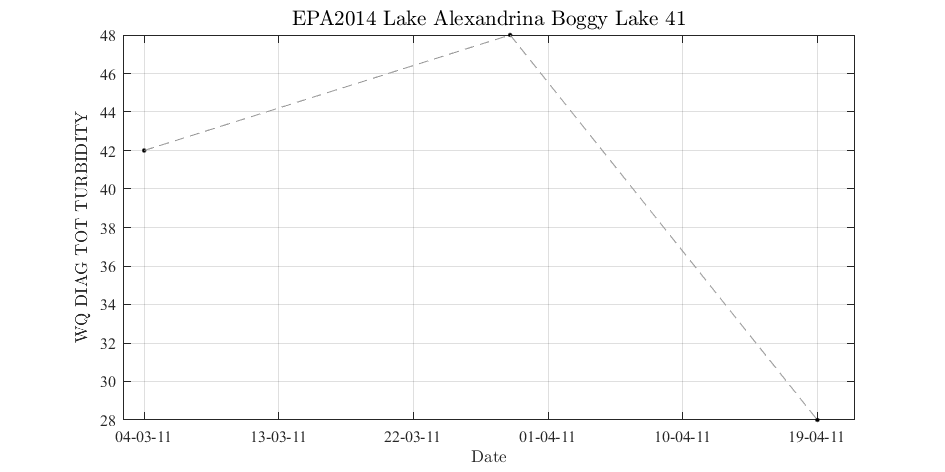 EPA2014 Lake Alexandrina Boggy Lake 41
48
46
44
42
40
38
36
34
32
30
28
WQ DIAG TOT TURBIDITY
04-03-11 13-03-11 22-03-11 01-04-11 10-04-11 19-04-11
Date